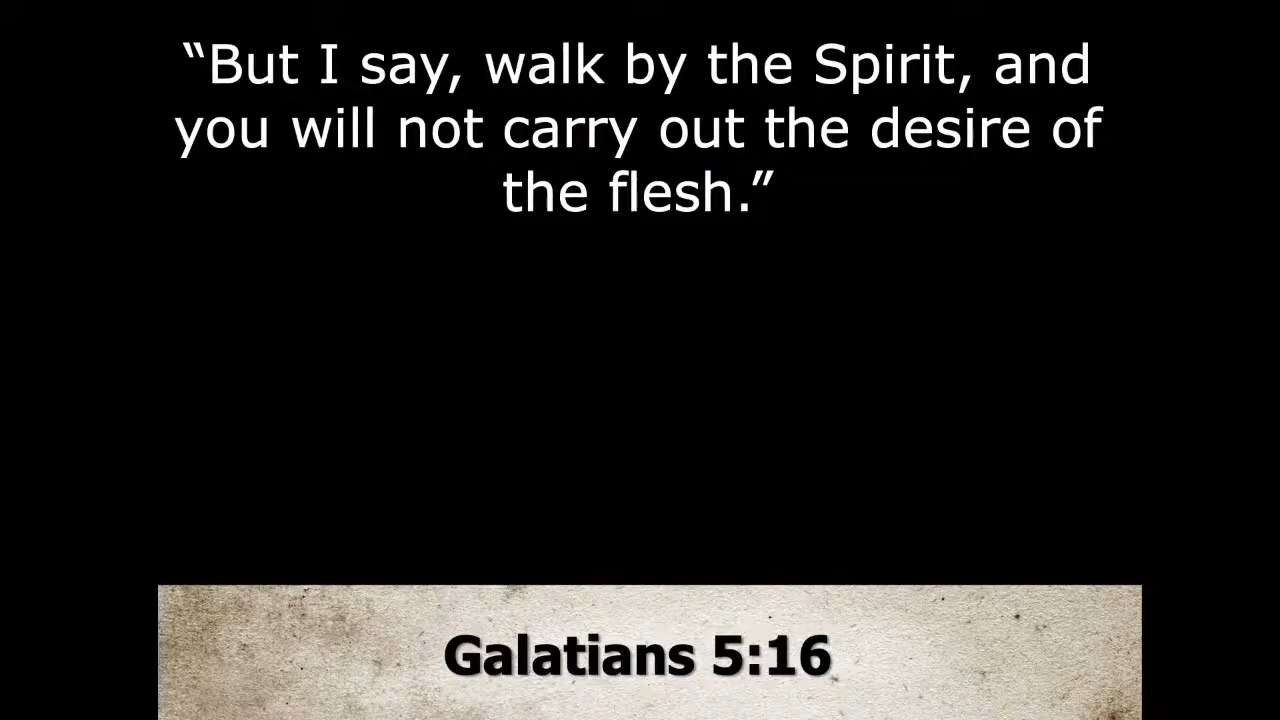 “But I say, walk by the Spirit, and
you will not carry out the desire of
the flesh.”
Galatians 5:16